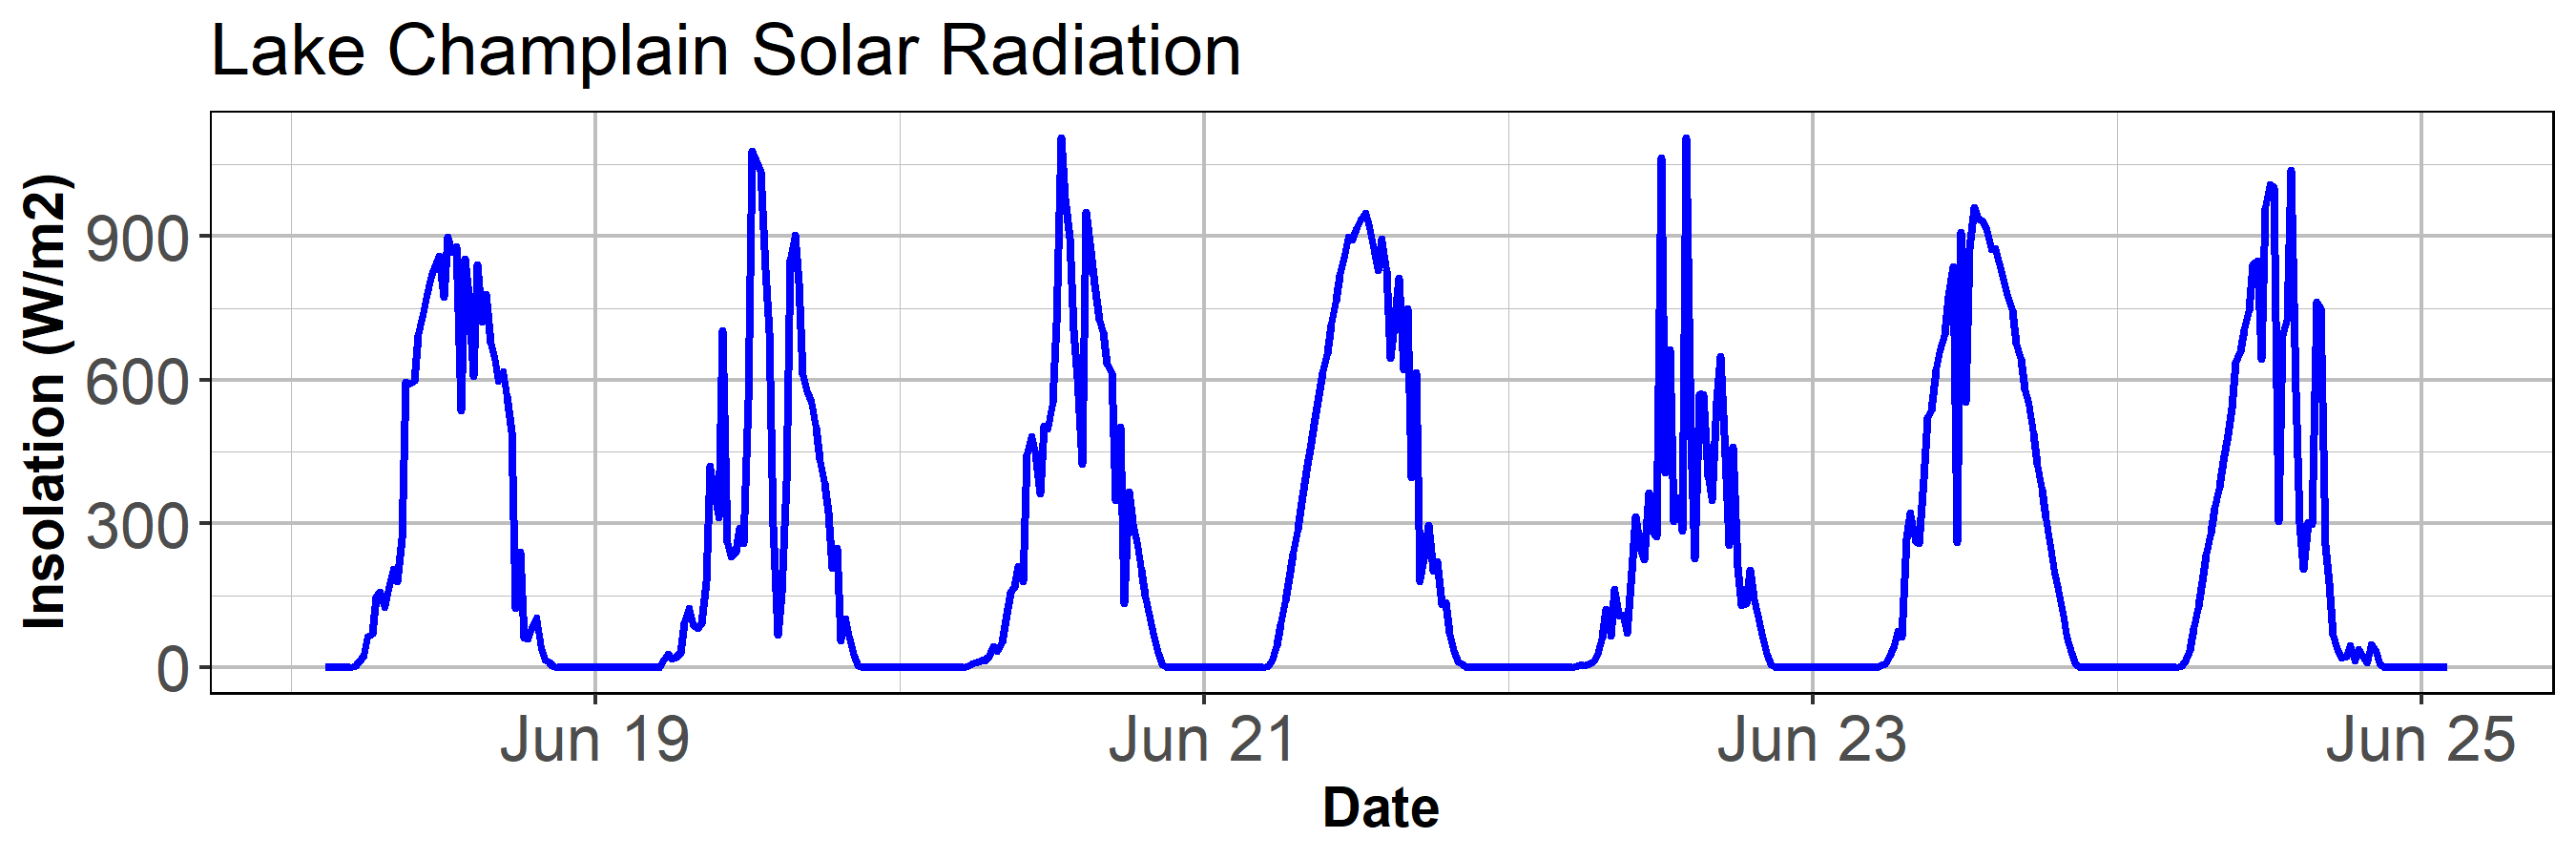 Lake Champlain Solar Radiation
Insolation (W/m2)
900
600
300
0
Jun 19
Jun 21
Jun 23
Jun 25
Date